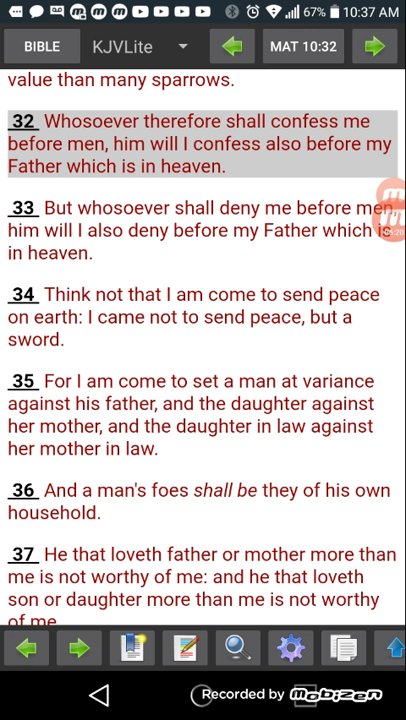 67% 10:37 AM
BIBLE KJVLite MAT 10:32
value than many sparrows.
32 Whosoever therefore shall confess me
before men, him will I confess also before my
Father which is in heaven.
33 But whosoever shall deny me before men,
him will I also deny before my Father which is
in heaven.
34 Think not that I am come to send peace
on earth: I came not to send peace, but a
sword.
35 For I am come to set a man at variance
against his father, and the daughter against
her mother, and the daughter in law against
her mother in law.
36 And a man's foes shall be they of his own
household.
37 He that loveth father or mother more than
me is not worthy of me: and he that loveth
son or daughter more than me is not worthy
of me
Recorded by mobizen